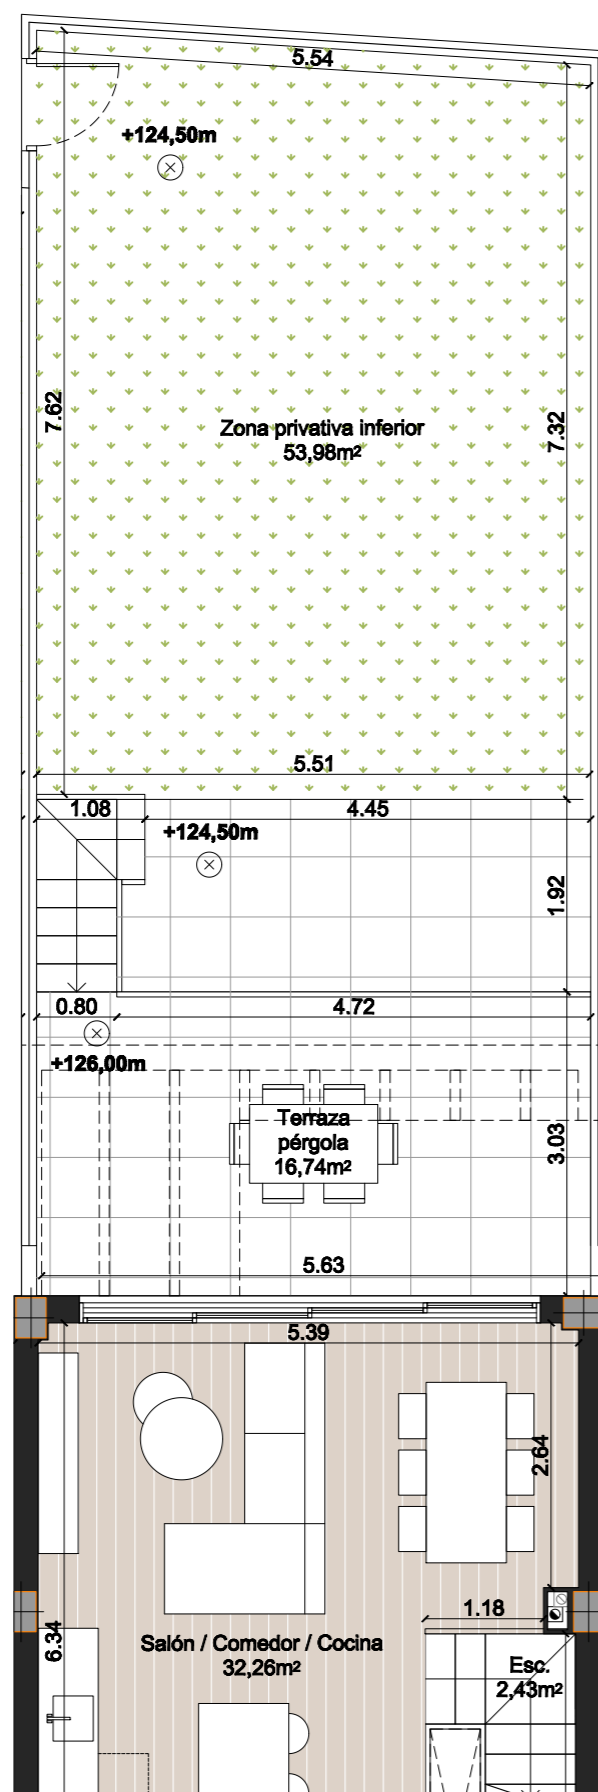 5.54
+124,50m
7.62
7.32
Zona privativa inferior
53,98m²
5.51
1.08
4.45
+124,50m
1.92
0.80
4.72
+126,00m
Terraza
pérgola
16,74m²
3.03
5.63
5.39
2.64
1.18
6.34
Salón / Comedor / Cocina
32,26m²
Esc.
2,43m²